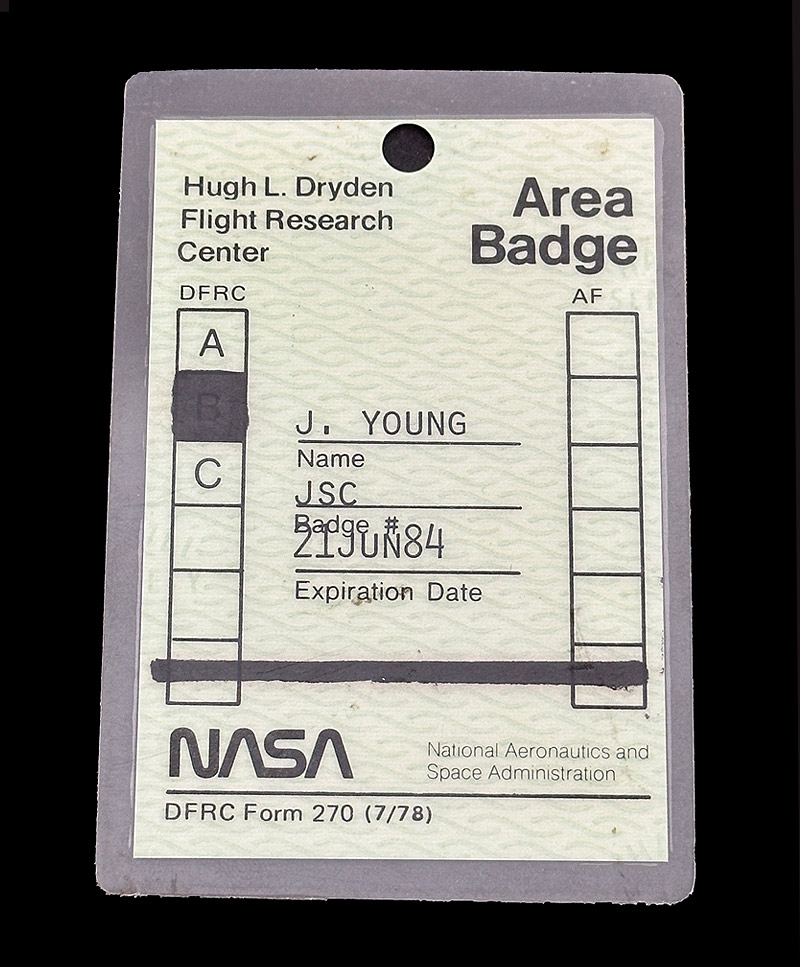 Hugh L. Dryden
Flight Research
Center
Area
Badge
DFRC
AF
A
B
C
J. YOUNG
Name
JSC
Badge #
21JUN84
Expiration Date
NASA
National Aeronautics and
Space Administration
DFRC Form 270 (7/78)